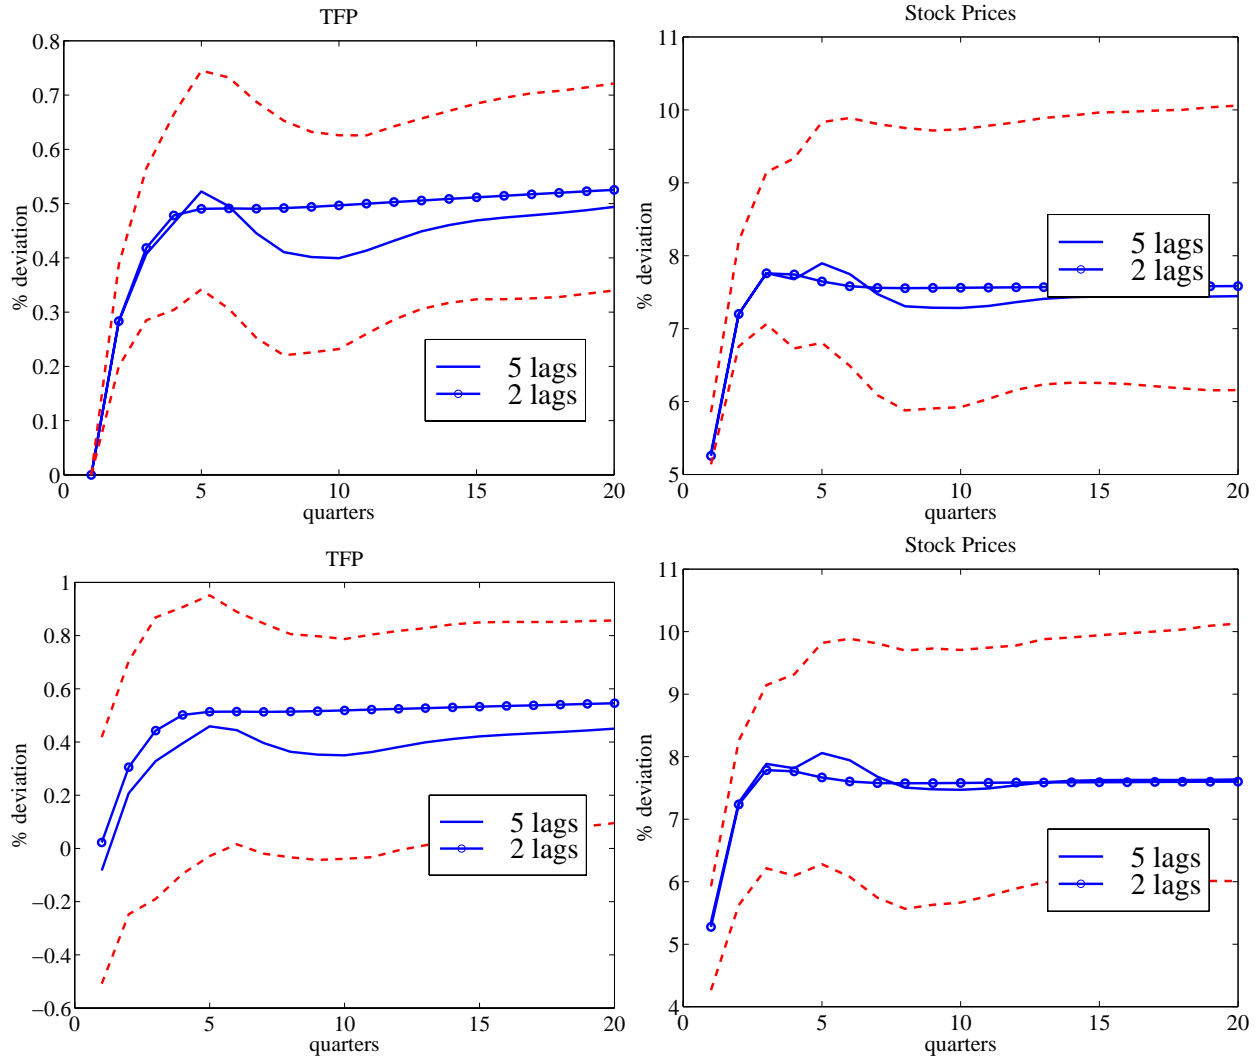 TFP
0.8
0.7
0.6
0.5
0.4
0.3
0.2
0.1
0
% deviation
5 lags
2 lags
0 5 10 15 20
quarters
Stock Prices
11
10
9
8
7
6
5
% deviation
5 lags
2 lags
0 5 10 15 20
quarters
TFP
1
0.8
0.6
0.4
0.2
0
−0.2
−0.4
−0.6
% deviation
5 lags
2 lags
0 5 10 15 20
quarters
Stock Prices
11
10
9
8
7
6
5
4
% deviation
5 lags
2 lags
0 5 10 15 20
quarters